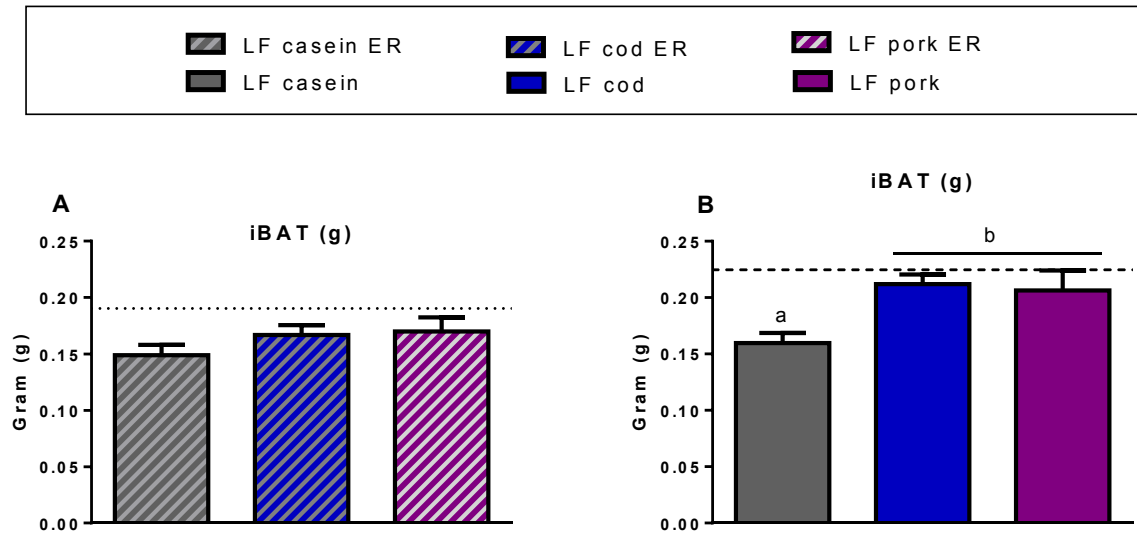 LF casein ER LF cod ER LF pork ER
LF casein LF cod LF pork
A
iBAT (g)
Gram (g)
0.25
0.20
0.15
0.10
0.05
0.00
B
iBAT (g)
Gram (g)
0.25
0.20
0.15
0.10
0.05
0.00
a
b